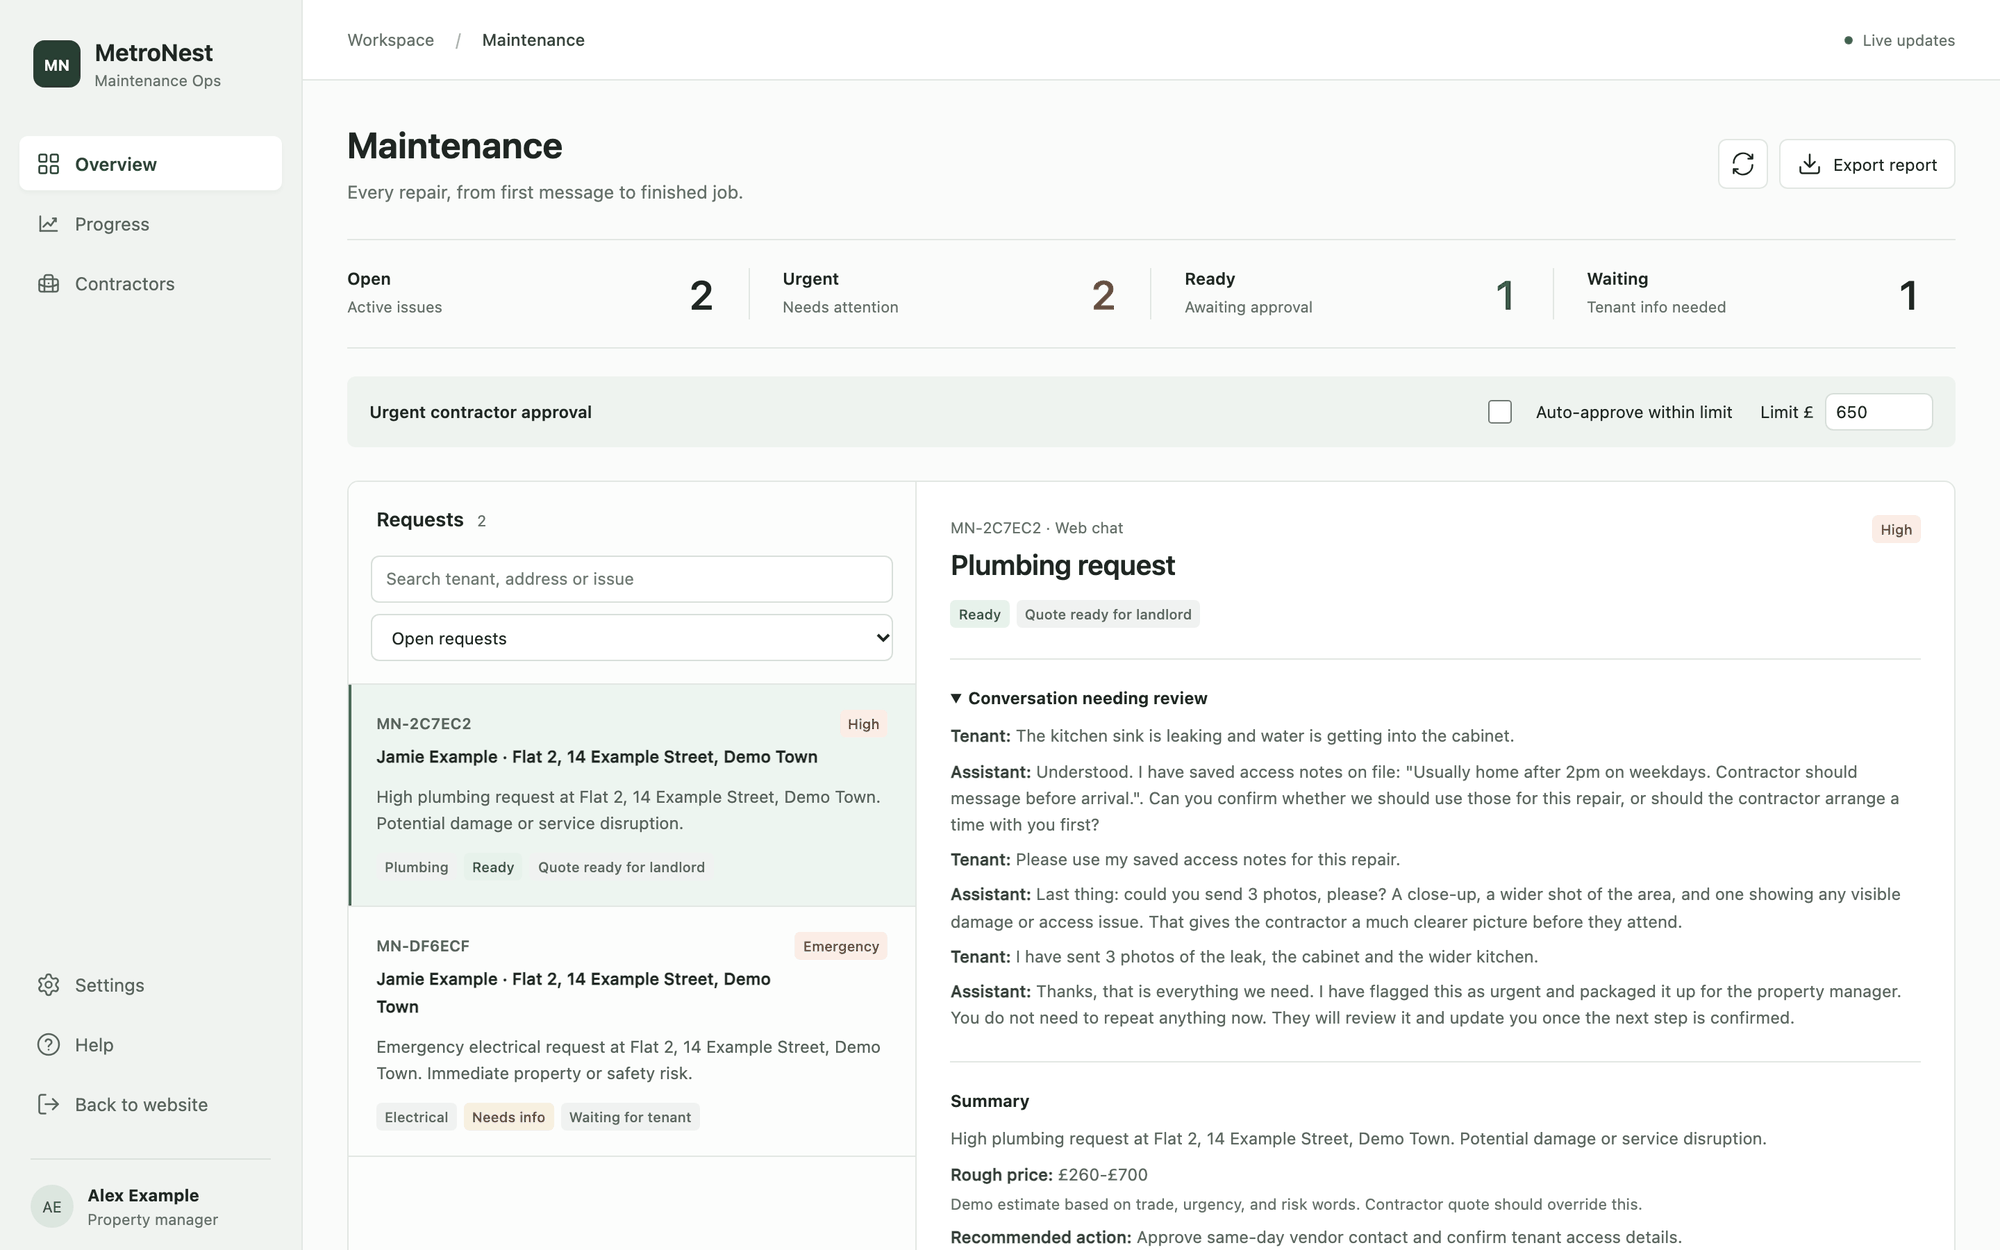 MN
MetroNest
Maintenance Ops
Overview
Progress
Contractors
Settings
Help
Back to website
AE
Alex Example
Property manager
Workspace / Maintenance
Live updates
Maintenance
Every repair, from first message to finished job.
Export report
Open
Active issues
2
Urgent
Needs attention
2
Ready
Awaiting approval
1
Waiting
Tenant info needed
1
Urgent contractor approval
Auto-approve within limit
Limit £
650
Requests 2
Search tenant, address or issue
Open requests
MN-2C7EC2
High
Jamie Example · Flat 2, 14 Example Street, Demo Town
High plumbing request at Flat 2, 14 Example Street, Demo Town.
Potential damage or service disruption.
Plumbing Ready Quote ready for landlord
MN-DF6ECF
Emergency
Jamie Example · Flat 2, 14 Example Street, Demo
Town
Emergency electrical request at Flat 2, 14 Example Street, Demo
Town. Immediate property or safety risk.
Electrical Needs info Waiting for tenant
MN-2C7EC2 · Web chat
High
Plumbing request
Ready Quote ready for landlord
▼ Conversation needing review
Tenant: The kitchen sink is leaking and water is getting into the cabinet.
Assistant: Understood. I have saved access notes on file: "Usually home after 2pm on weekdays. Contractor should
message before arrival.". Can you confirm whether we should use those for this repair, or should the contractor arrange a
time with you first?
Tenant: Please use my saved access notes for this repair.
Assistant: Last thing: could you send 3 photos, please? A close-up, a wider shot of the area, and one showing any visible
damage or access issue. That gives the contractor a much clearer picture before they attend.
Tenant: I have sent 3 photos of the leak, the cabinet and the wider kitchen.
Assistant: Thanks, that is everything we need. I have flagged this as urgent and packaged it up for the property manager.
You do not need to repeat anything now. They will review it and update you once the next step is confirmed.
Summary
High plumbing request at Flat 2, 14 Example Street, Demo Town. Potential damage or service disruption.
Rough price: £260-£700
Demo estimate based on trade, urgency, and risk words. Contractor quote should override this.
Recommended action: Approve same-day vendor contact and confirm tenant access details.